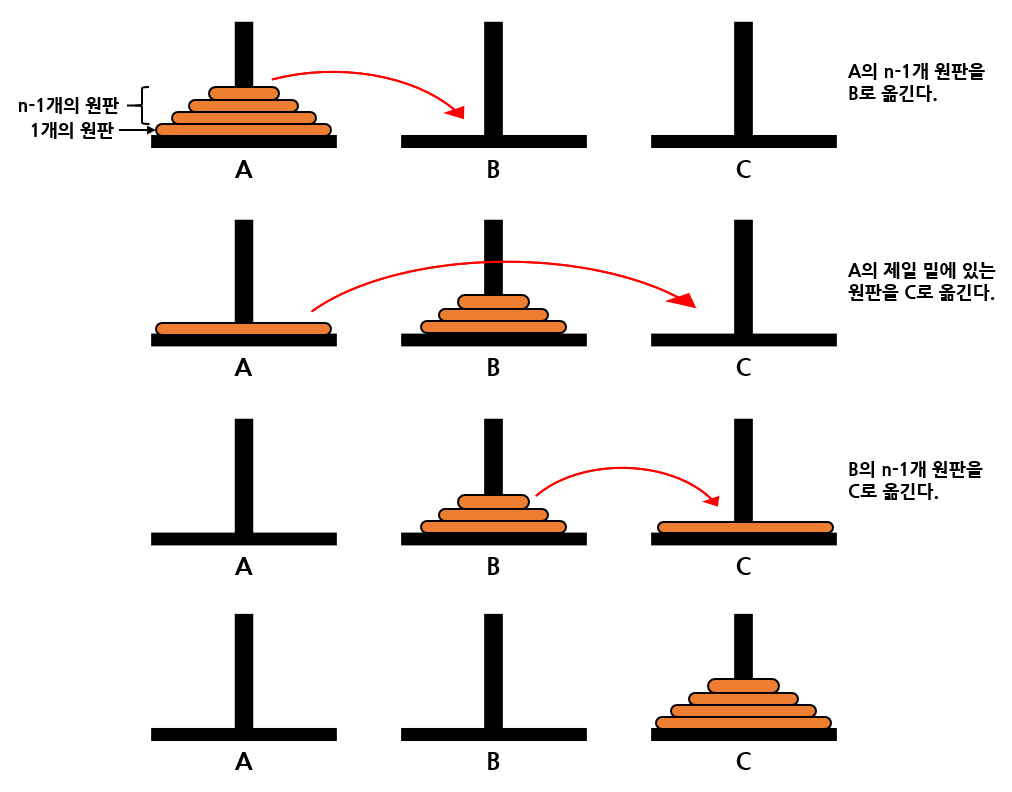 A의 n-1개 원판을
B로 옮긴다.
n-1개의 원판
1개의 원판
A
B
C
A의 제일 밑에 있는
원판을 C로 옮긴다.
A
B
C
B의 n-1개 원판을
C로 옮긴다.
A
B
C
A
B
C